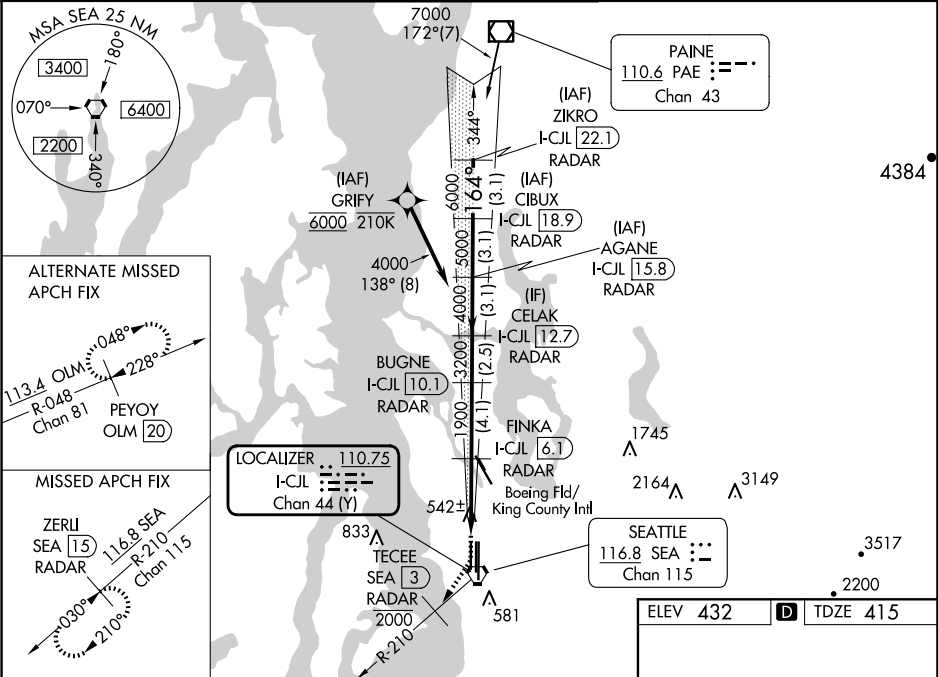 MSA SEA 25 NM
180°
3400
070°
6400
2200
340°
7000
172°(7)
PAINE
110.6 PAE
Chan 43
344°
(IAF)
ZIKRO
I-CJL 22.1
RADAR
4384
6000
164°
(3.1)
(IAF)
GRIFY
6000 210K
(IAF)
CIBUX
I-CJL 18.9
RADAR
4000
138° (8)
5000
(3.1)
(IAF)
AGANE
I-CJL 15.8
RADAR
4000
(3.1)
(IF)
CELAK
I-CJL 12.7
RADAR
ALTERNATE MISSED
APCH FIX
048°
228°
113.4 OLM
R-048
Chan 81
PEYOY
OLM 20
3200
(2.5)
BUGNE
I-CJL 10.1
RADAR
1900
(4.1)
FINKA
I-CJL 6.1
RADAR
Boeing Fld/
King County Intl
1745
2164
3149
LOCALIZER 110.75
I-CJL
Chan 44 (Y)
542±
MISSED APCH FIX
ZERLI
SEA 15
RADAR
116.8 SEA
R-210
Chan 115
030°
210°
833
TECEE
SEA 3
RADAR
2000
R-210
581
SEATTLE
116.8 SEA
Chan 115
3517
2200
ELEV 432 D TDZE 415